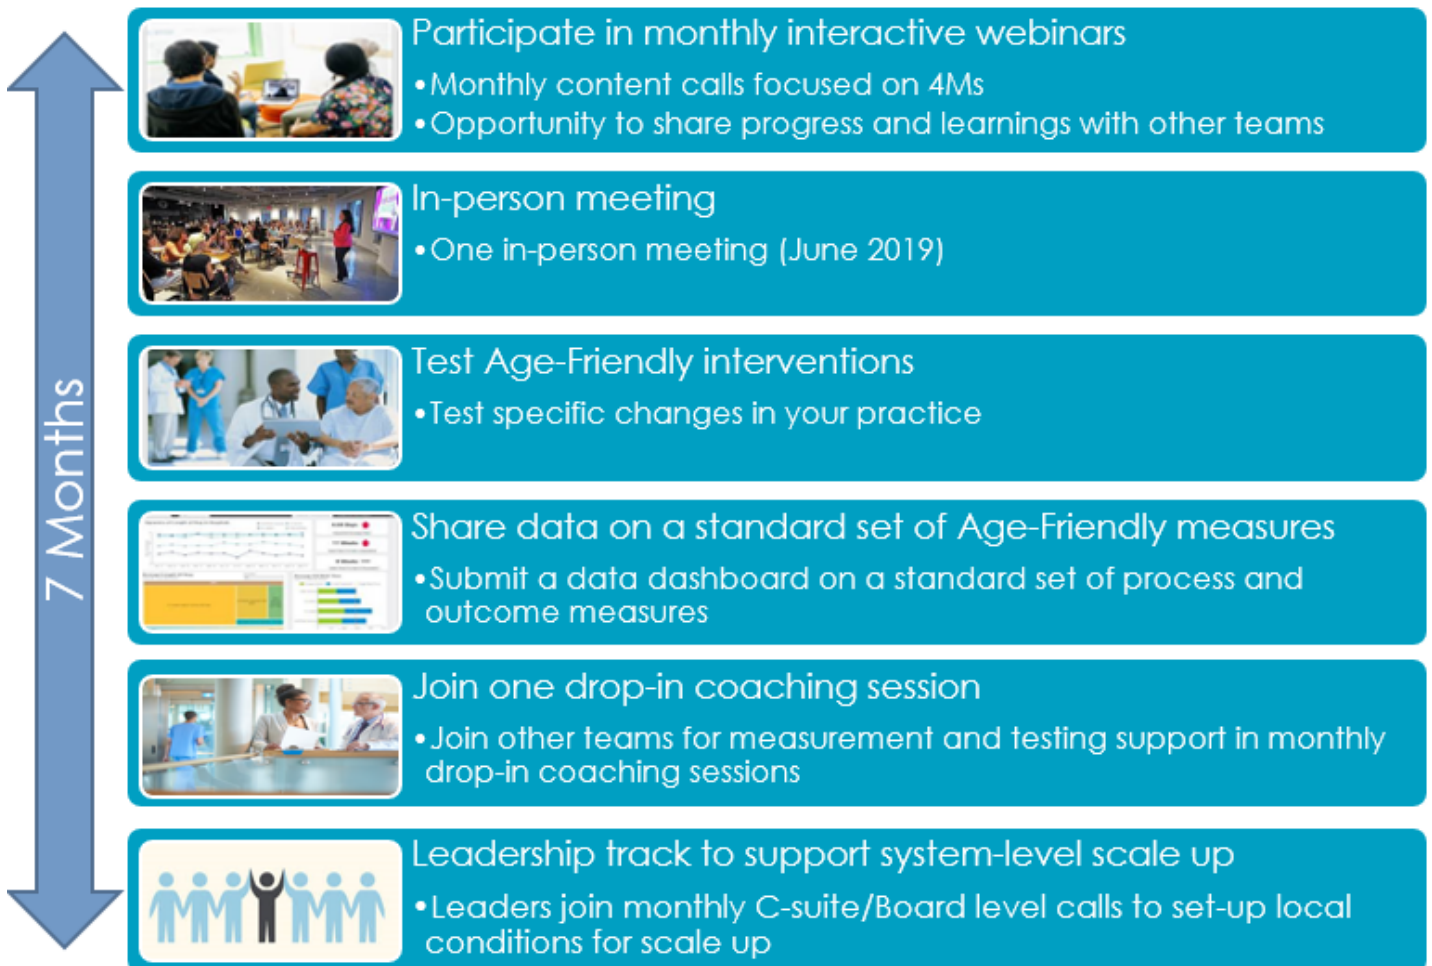 Participate in monthly interactive webinars
•Monthly content calls focused on 4Ms
•Opportunity to share progress and learnings with other teams
In-person meeting
•One in-person meeting (June 2019)
Test Age-Friendly interventions
•Test specific changes in your practice
7 Months
Share data on a standard set of Age-Friendly measures
•Submit a data dashboard on a standard set of process and
outcome measures
Join one drop-in coaching session
•Join other teams for measurement and testing support in monthly
drop-in coaching sessions
Leadership track to support system-level scale up
•Leaders join monthly C-suite/Board level calls to set-up local
conditions for scale up